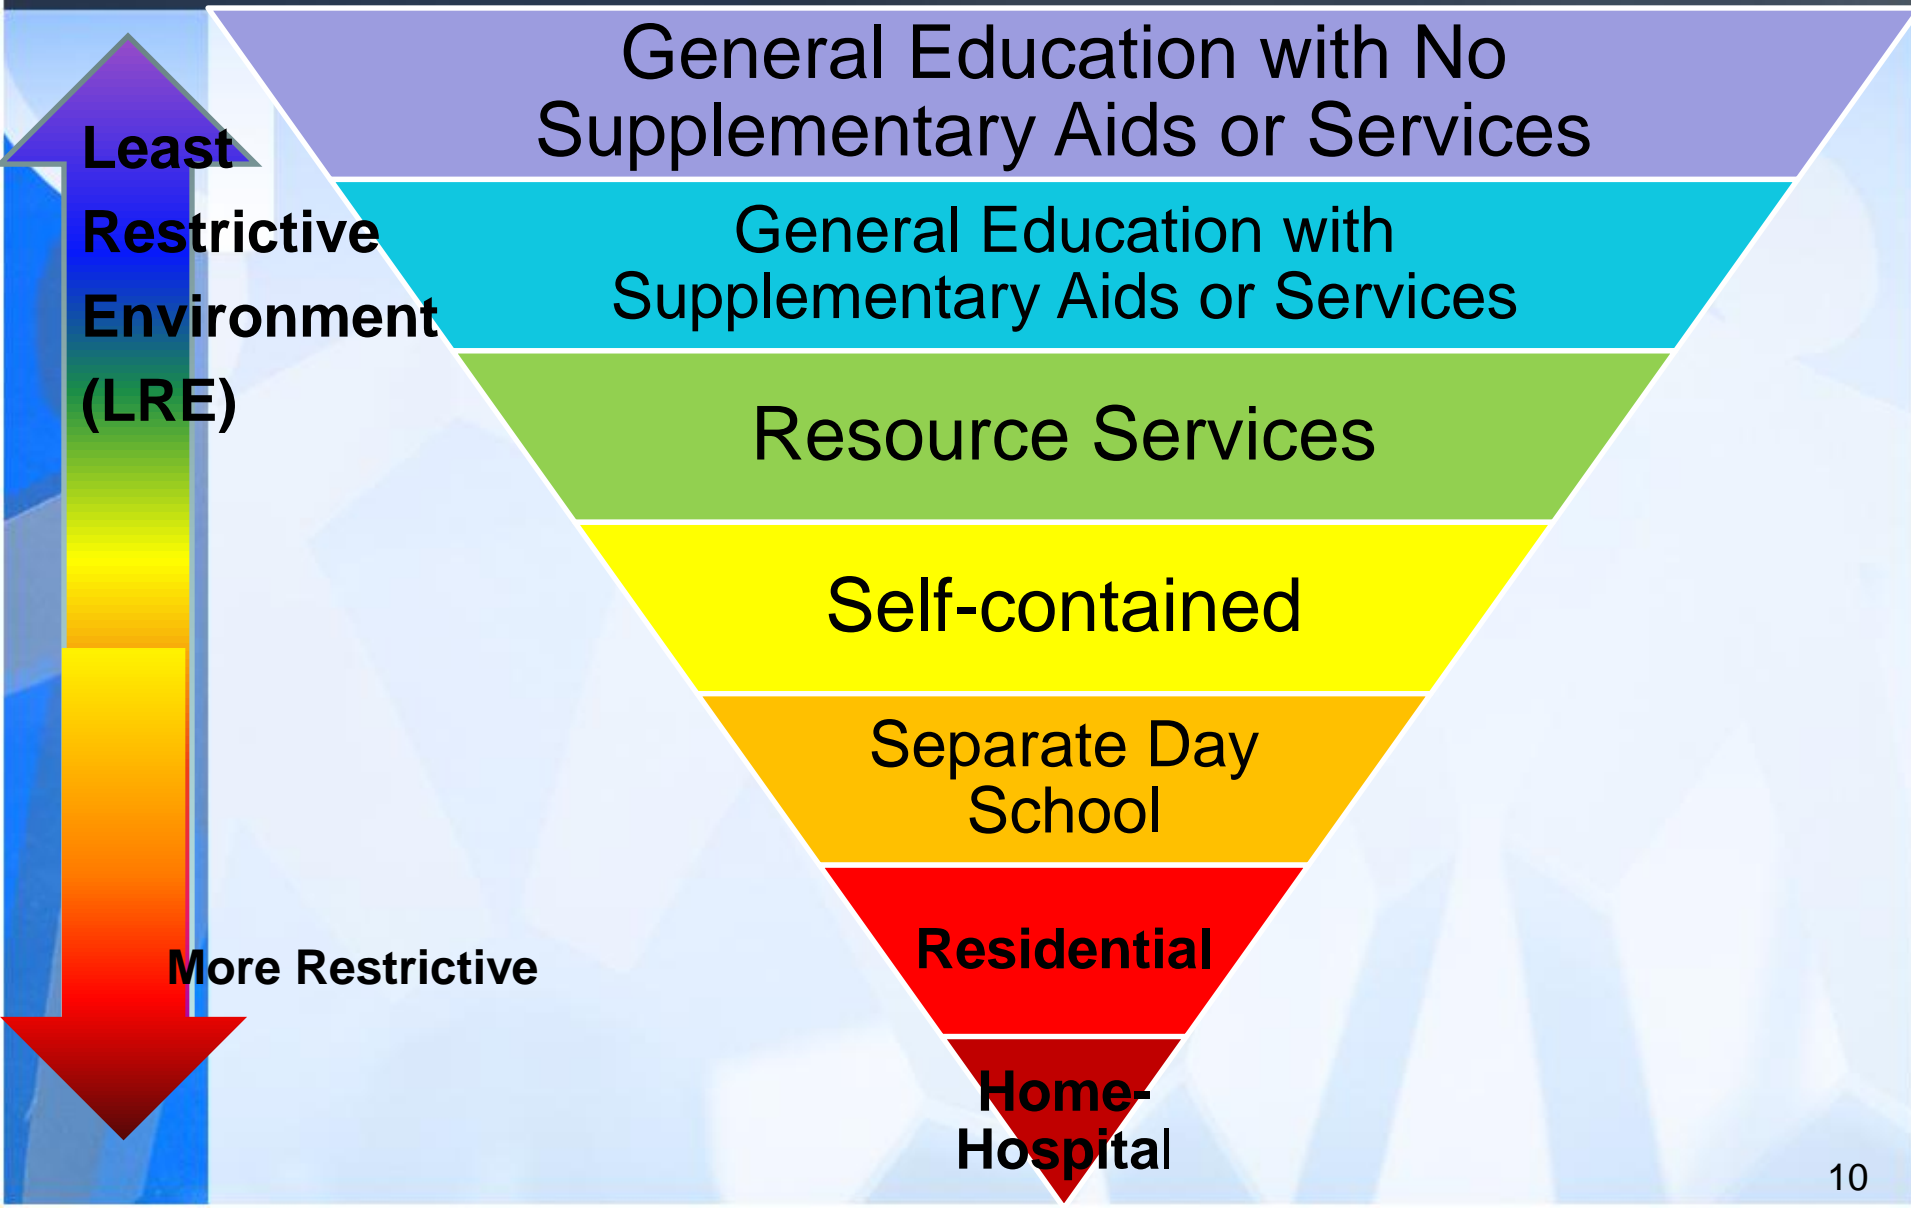 General Education with No
Supplementary Aids or Services
Least
Restrictive
Environment
(LRE)
General Education with
Supplementary Aids or Services
Resource Services
Self-contained
Separate Day
School
Residential
More Restrictive
Home-
Hospital
10